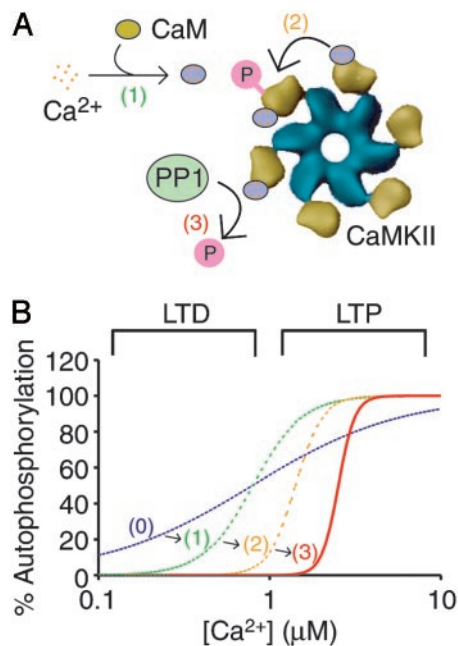 A
CaM
(2)
P
Ca2+
(1)
PP1
(3)
P
CaMKII
B
LTD
LTP
% Autophosphorylation
120
100
80
60
40
20
0
(0)
(1)
(2)
(3)
0.1
1
10
[Ca2+] (μM)